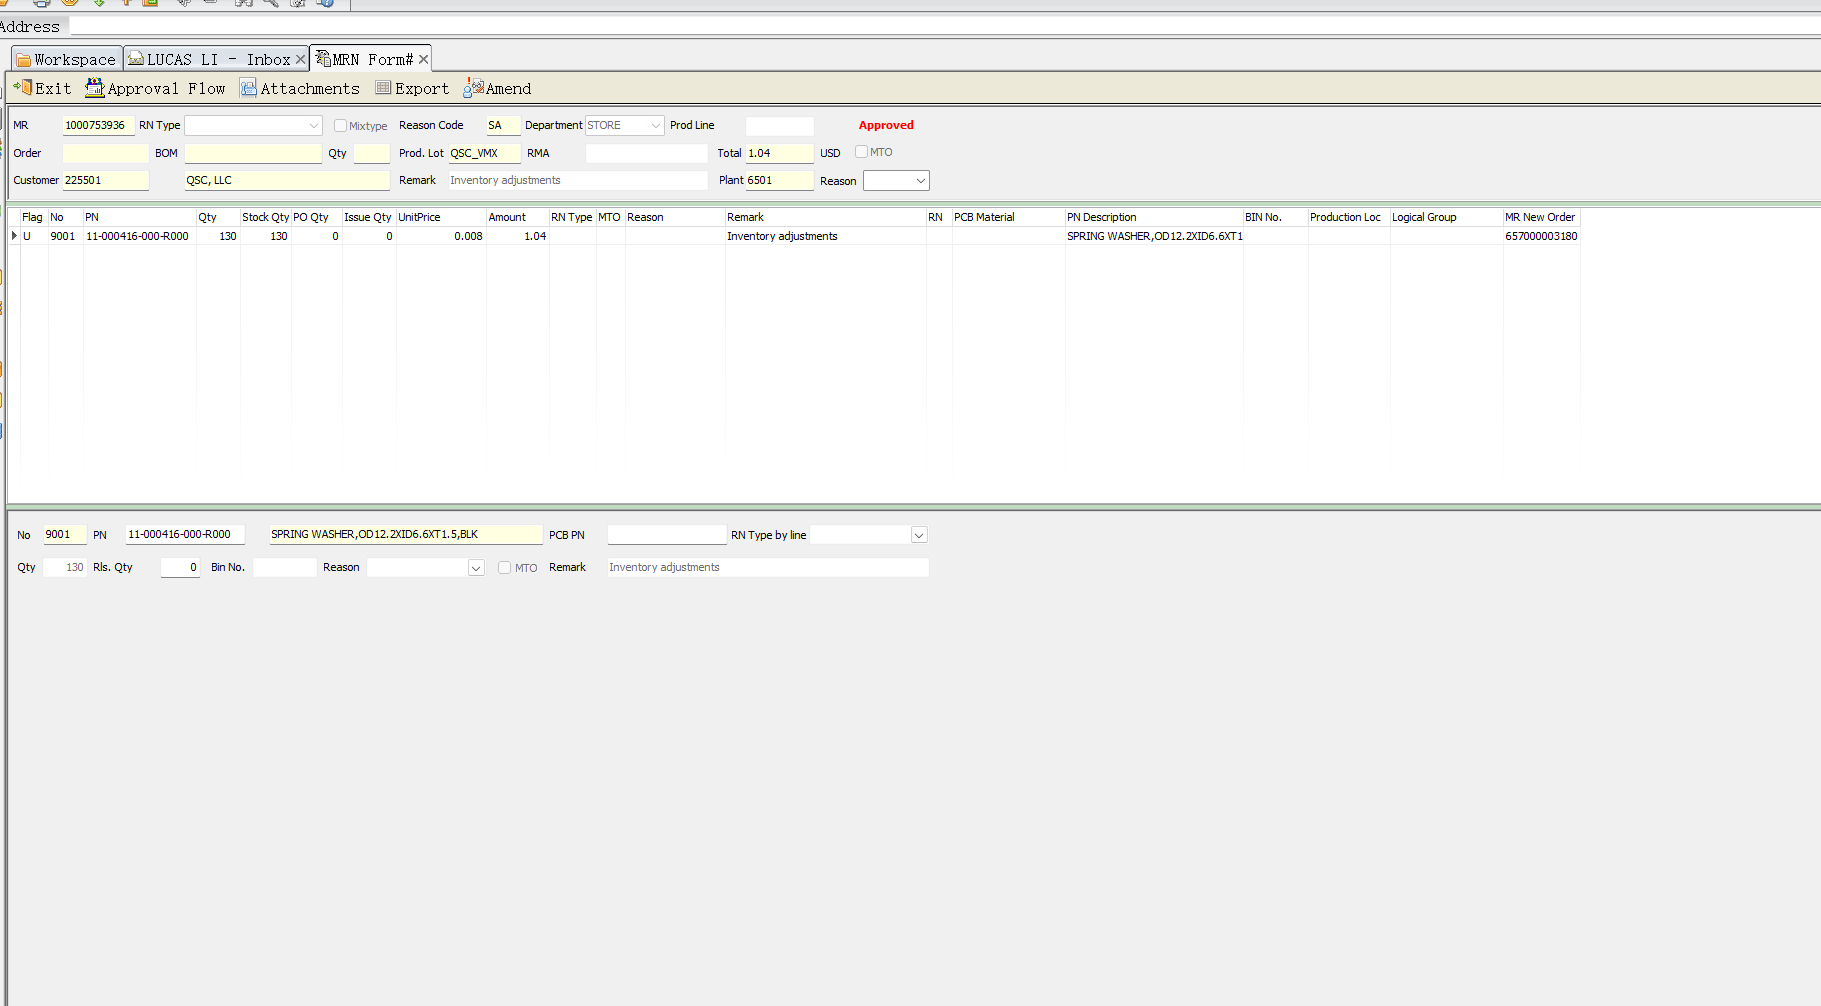 Address
Workspace LUCAS LI - Inbox MRN Form#
Exit Approval Flow Attachments Export Amend
MR 1000753936 RN Type Mixtype Reason Code SA Department STORE Prod Line Approved
Order BOM Qty Prod. Lot QSC_VMX RMA Total 1.04 USD MTO
Customer 225501 QSC, LLC Remark Inventory adjustments Plant 6501 Reason
Flag No PN Qty Stock Qty PO Qty Issue Qty UnitPrice Amount RN Type MTO Reason Remark RN PCB Material PN Description BIN No. Production Loc Logical Group MR New Order
U 9001 11-000416-000-R000 130 130 0 0 0.008 1.04 Inventory adjustments SPRING WASHER,OD12.2XID6.6XT1 657000003180
No 9001 PN 11-000416-000-R000 SPRING WASHER,OD12.2XID6.6XT1.5,BLK PCB PN RN Type by line
Qty 130 Rls. Qty 0 Bin No. Reason MTO Remark Inventory adjustments